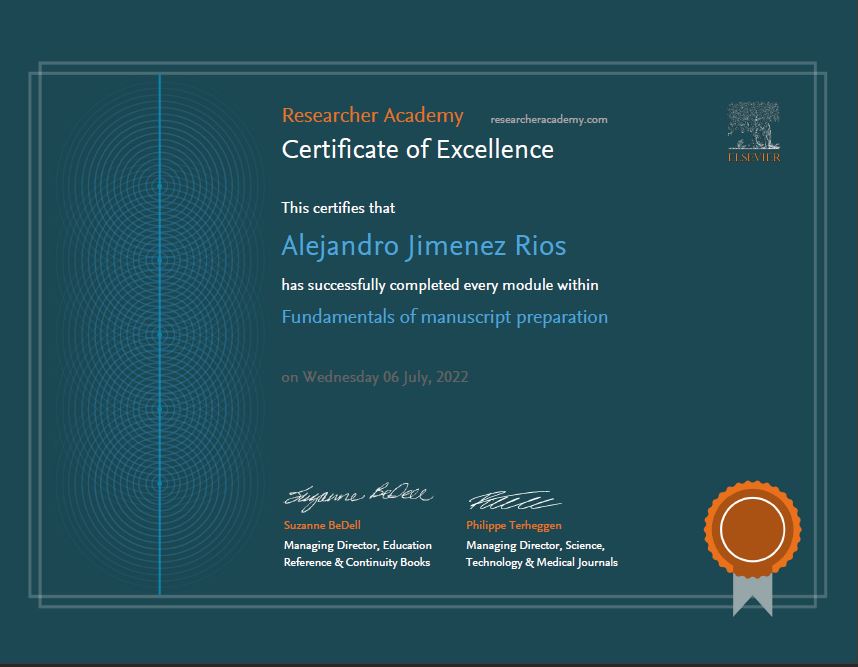 Researcher Academy researcheracademy.com
Certificate of Excellence
ELSEVIER
This certifies that
Alejandro Jimenez Rios
has successfully completed every module within
Fundamentals of manuscript preparation
on Wednesday 06 July, 2022
Suzanne BeDell
Suzanne BeDell
Managing Director, Education
Reference & Continuity Books
Philippe Terheggen
Managing Director, Science,
Technology & Medical Journals